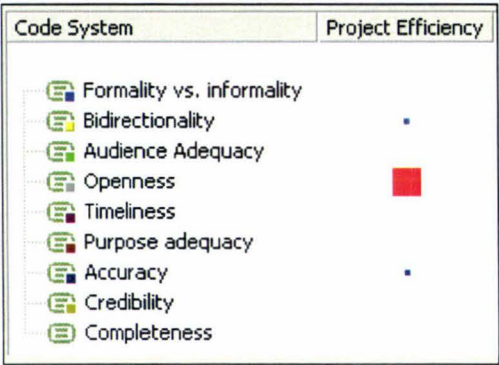 Code System Project Efficiency
Formality vs. informality
Bidirectionality
Audience Adequacy
Openness
Timeliness
Purpose adequacy
Accuracy
Credibility
Completeness